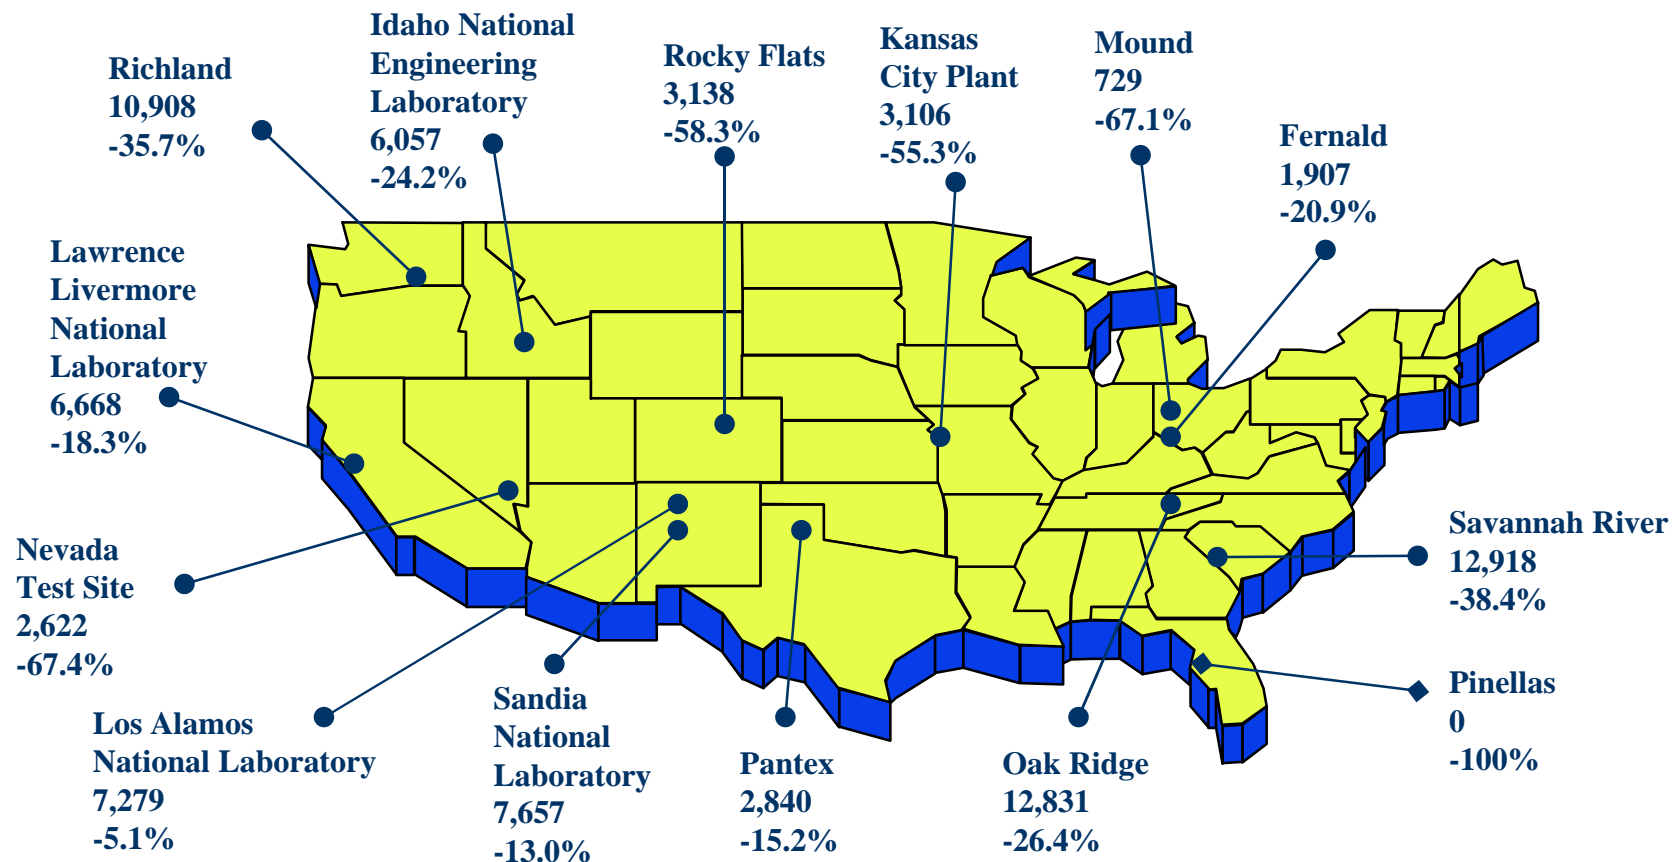 Richland
10,908
-35.7%
Idaho National
Engineering
Laboratory
6,057
-24.2%
Rocky Flats
3,138
-58.3%
Kansas
City Plant
3,106
-55.3%
Mound
729
-67.1%
Fernald
1,907
-20.9%
Lawrence
Livermore
National
Laboratory
6,668
-18.3%
Nevada
Test Site
2,622
-67.4%
Los Alamos
National Laboratory
7,279
-5.1%
Sandia
National
Laboratory
7,657
-13.0%
Pantex
2,840
-15.2%
Oak Ridge
12,831
-26.4%
Savannah River
12,918
-38.4%
Pinellas
0
-100%